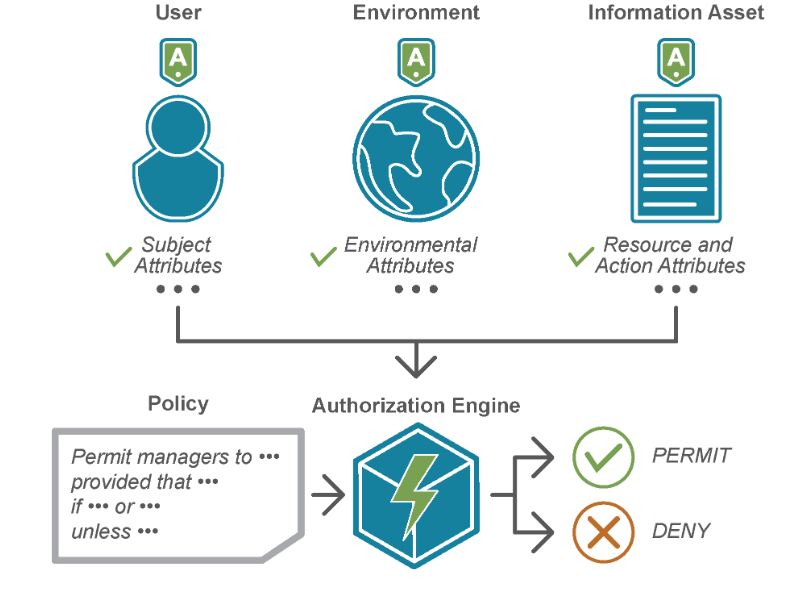 User
Environment
Information Asset
A
A
A
Subject
Attributes
Environmental
Attributes
Resource and
Action Attributes
Policy
Authorization Engine
Permit managers to •••
provided that •••
if ••• or •••
unless •••
PERMIT
DENY